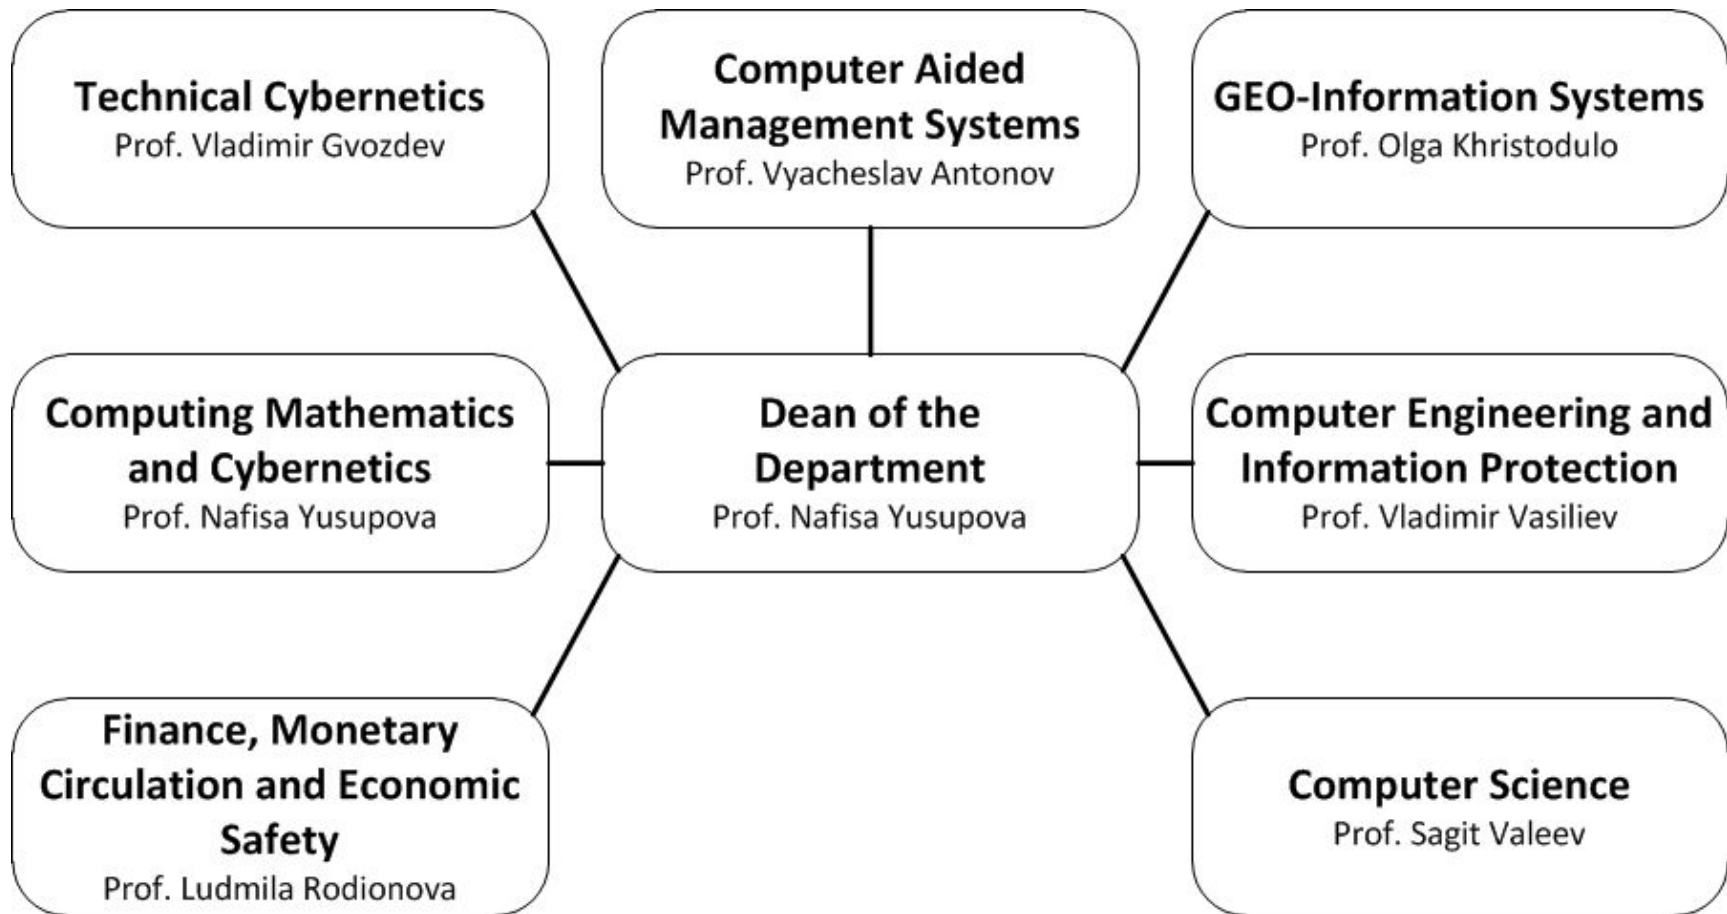 Technical Cybernetics
Prof. Vladimir Gvozdev
Computer Aided
Management Systems
Prof. Vyacheslav Antonov
GEO-Information Systems
Prof. Olga Khristodulo
Computing Mathematics
and Cybernetics
Prof. Nafisa Yusupova
Dean of the
Department
Prof. Nafisa Yusupova
Computer Engineering and
Information Protection
Prof. Vladimir Vasiliev
Finance, Monetary
Circulation and Economic
Safety
Prof. Ludmila Rodionova
Computer Science
Prof. Sagit Valeev